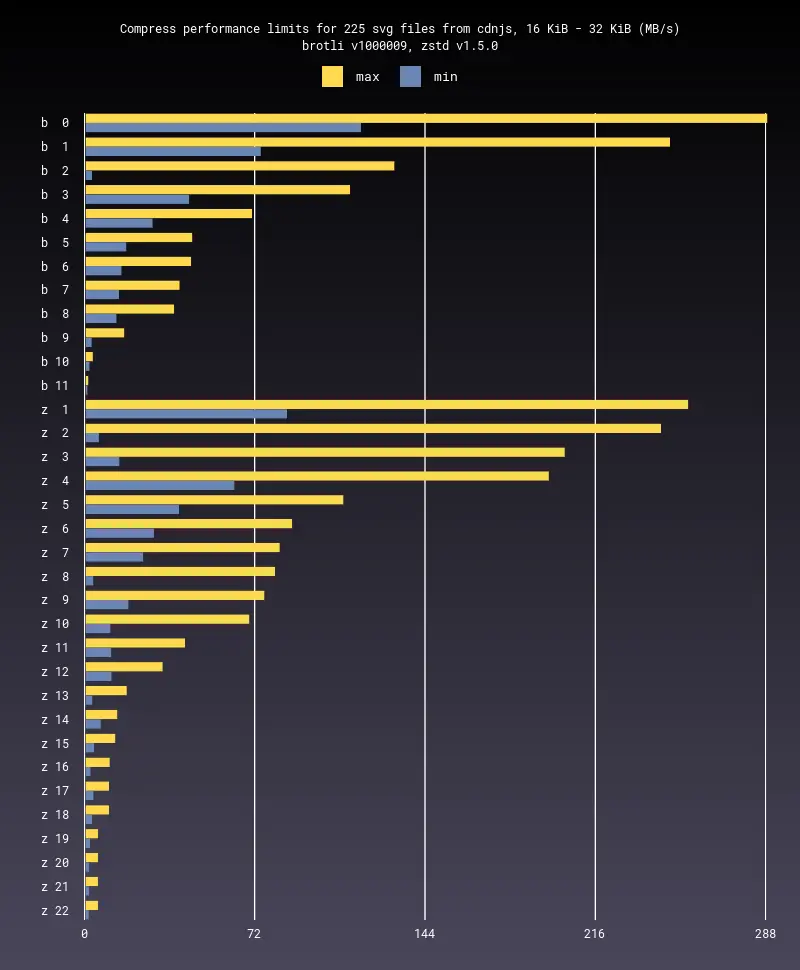 Compress performance limits for 225 svg files from cdnjs, 16 KiB - 32 KiB (MB/s)
brotli v1000009, zstd v1.5.0
max min
b 0
b 1
b 2
b 3
b 4
b 5
b 6
b 7
b 8
b 9
b 10
b 11
z 1
z 2
z 3
z 4
z 5
z 6
z 7
z 8
z 9
z 10
z 11
z 12
z 13
z 14
z 15
z 16
z 17
z 18
z 19
z 20
z 21
z 22
0 72 144 216 288